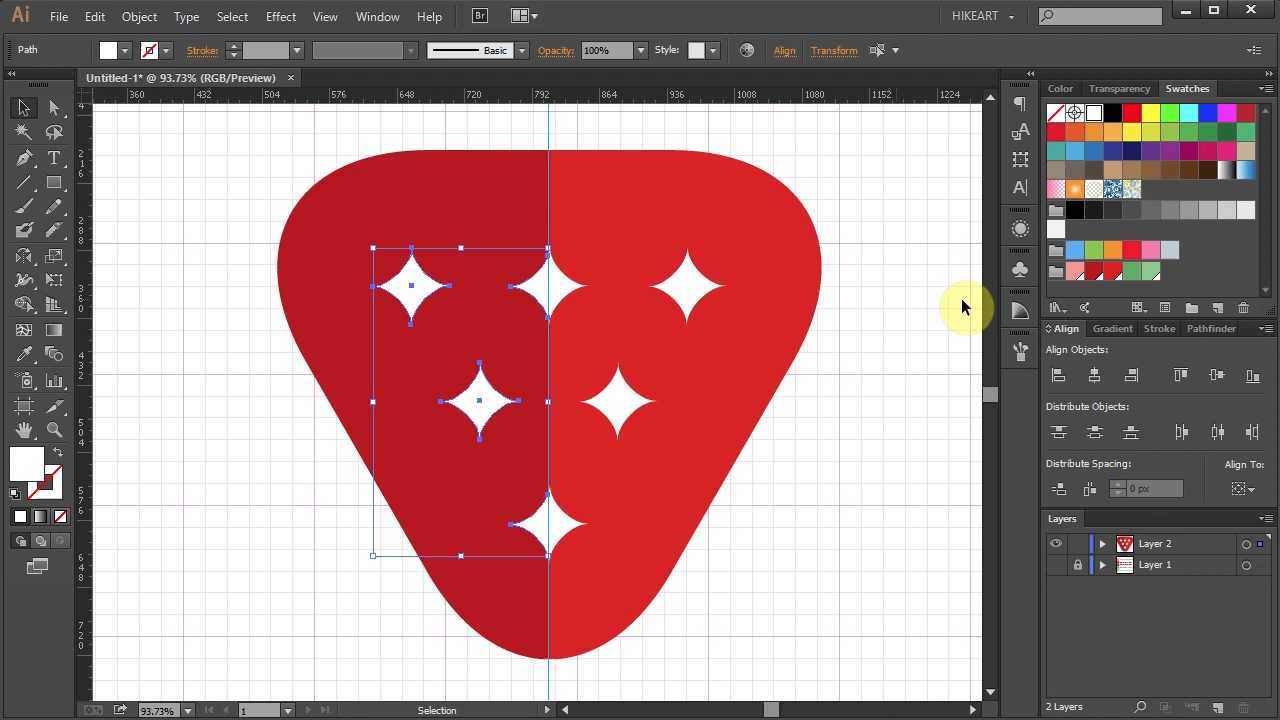 Ai File Edit Object Type Select Effect View Window Help Br HIKEART
Path Stroke: Basic Opacity: 100% Style: Align Transform
Untitled-1* @ 93.73% (RGB/Preview)
360 432 504 576 648 720 792 864 936 1008 1080 1152 1224
Color Transparency Swatches
Align Gradient Stroke Pathfinder
Align Objects:
Distribute Objects:
Distribute Spacing: Align To:
0 px
Layers
Layer 2
Layer 1
2 Layers
93.73% 1 Selection